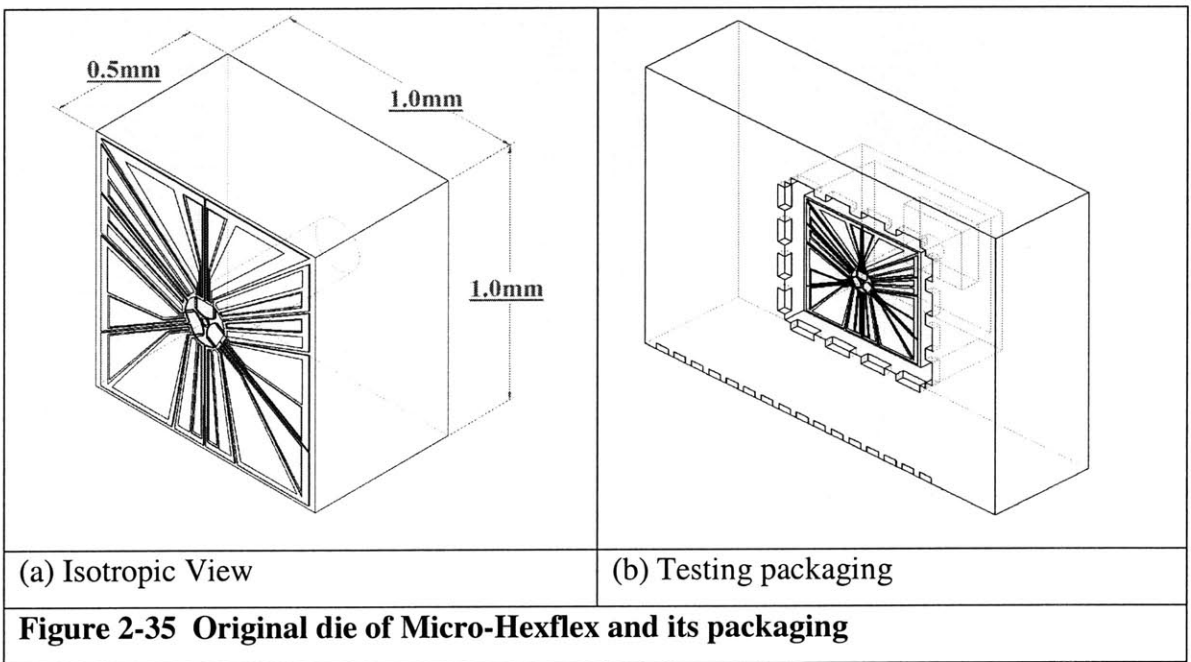 0.5mm
1.0mm
1.0mm
(a) Isotropic View
(b) Testing packaging
Figure 2-35 Original die of Micro-Hexflex and its packaging